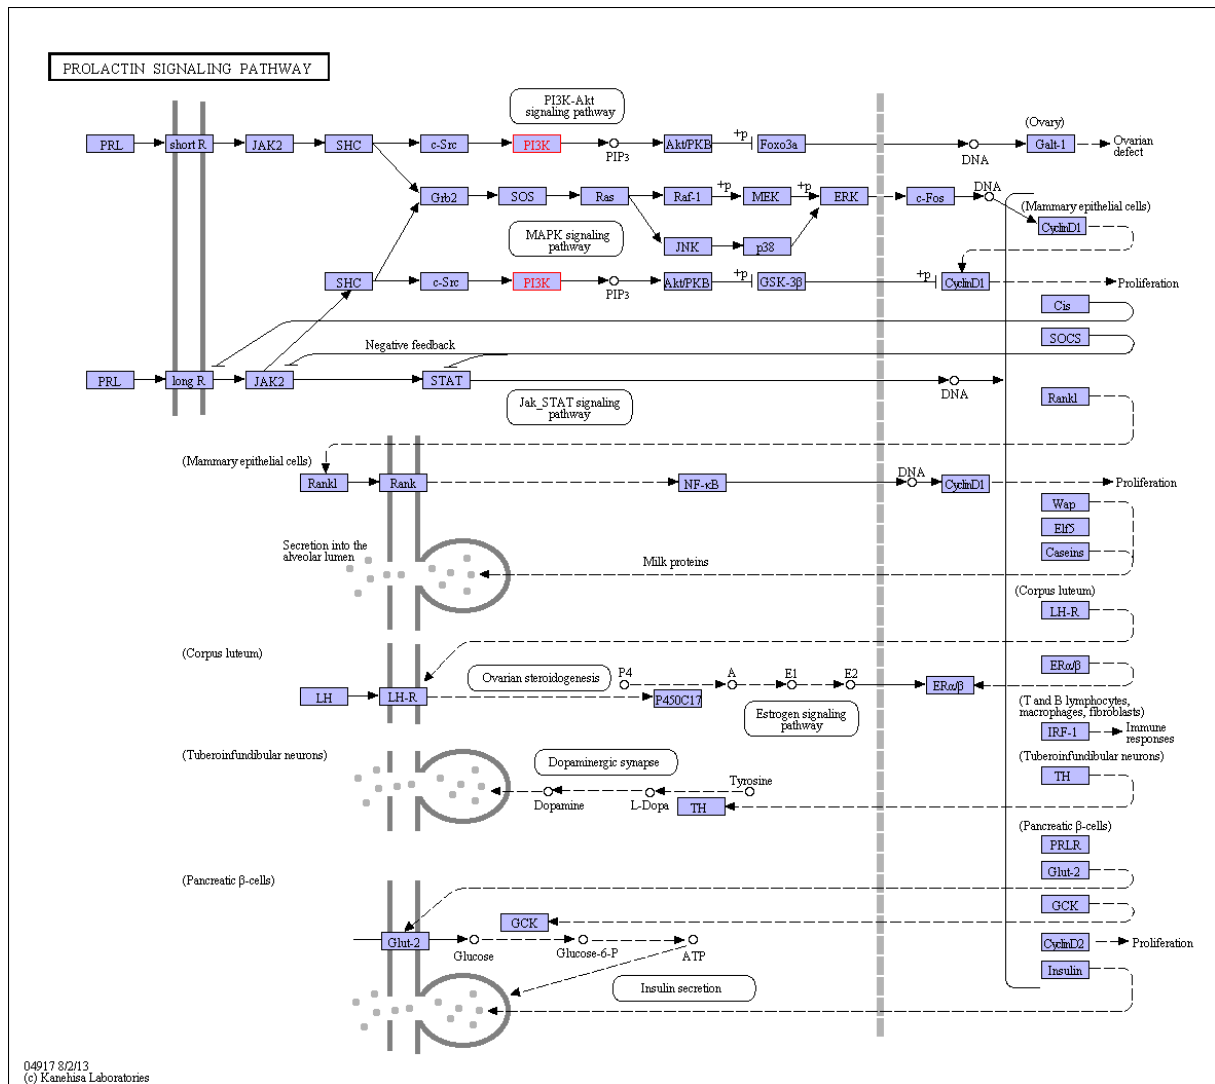 PROLACTIN SIGNALING PATHWAY
PI3K-Akt
signaling pathway
(Ovary)
PRL short R JAK2 SHC c-Src PI3K PIP3 Akt/PKB +p Foxo3a DNA Galt-1 Ovarian
defect
Grb2 SOS Ras Raf-1 +p MEK +p ERK c-Fos DNA
(Mammary epithelial cells)
CyclinD1
MAPK signaling
pathway
JNK p38
SHC c-Src PI3K PIP3 Akt/PKB +p GSK-3β +p CyclinD1 Proliferation
Cis
SOCS
Negative feedback
PRL long R JAK2 STAT DNA
Jak_STAT signaling
pathway
Rankl
(Mammary epithelial cells)
Rankl Rank NF-κB DNA CyclinD1 Proliferation
Wap
Elf5
Caseins
Secretion into the
alveolar lumen
Milk proteins
(Corpus luteum)
LH-R
(Corpus luteum)
ERα/β
Ovarian steroidogenesis
P4 A E1 E2
LH LH-R P450C17 ERα/β
Estrogen signaling
pathway
(T and B lymphocytes,
macrophages, fibroblasts)
IRF-1 Immune
responses
(Tuberoinfundibular neurons)
(Tuberoinfundibular neurons)
TH
Dopaminergic synapse
Dopamine L-Dopa Tyrosine
TH
(Pancreatic β-cells)
PRLR
Glut-2
(Pancreatic β-cells)
GCK
GCK
Glut-2 Glucose Glucose-6-P ATP
CyclinD2 Proliferation
Insulin
Insulin secretion
04917 8/2/13
(c) Kanehisa Laboratories